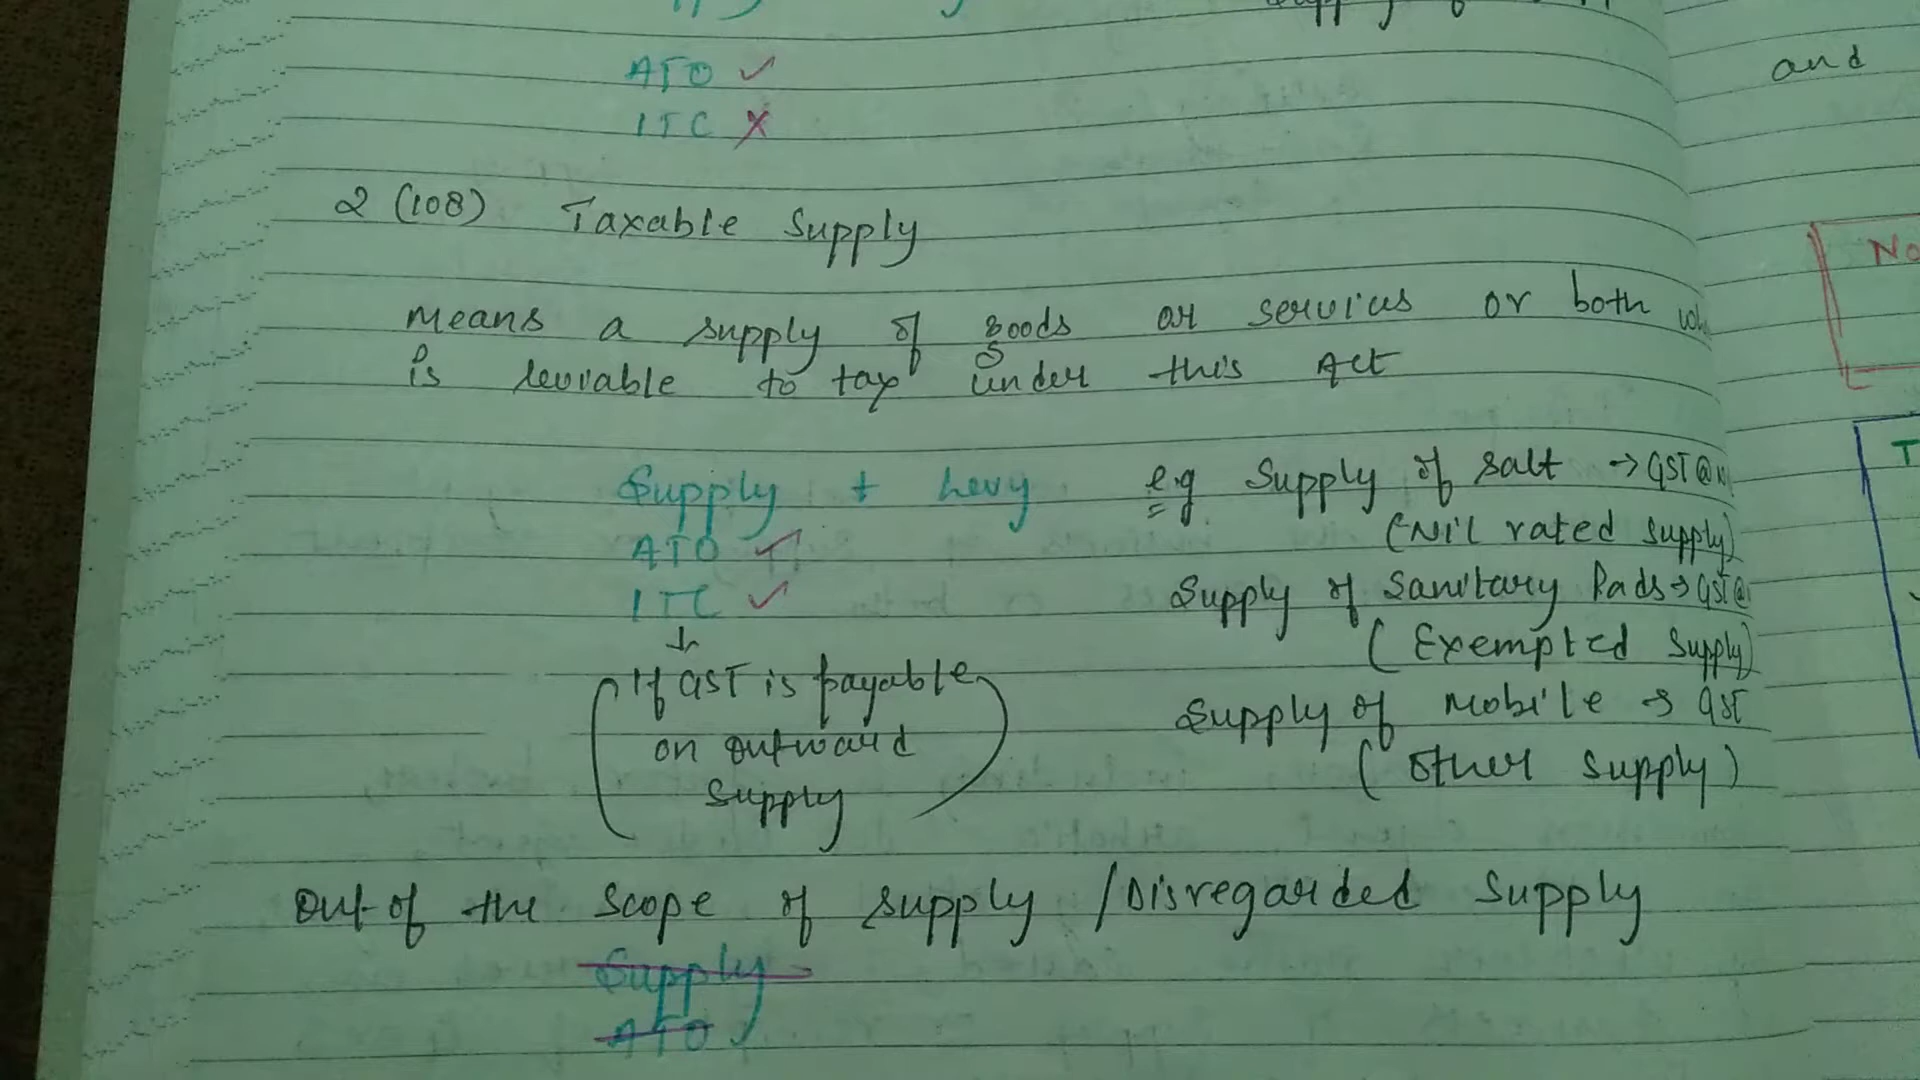 Supply of
and
ATO ✓
ITC ✗
2 (108) Taxable Supply
No
means a supply of goods or services or both
is leviable to tax under this Act
T
Supply + Levy e.g Supply of salt → GST@
(Nil rated supply)
ATO ✓
ITC ✓
Supply of Sanitary Pads → GST@
(Exempted Supply)
If GST is payable
on outward
supply
Supply of Mobile → GST
(Other supply)
Out of the scope of supply / Disregarded Supply
Supply
ATO